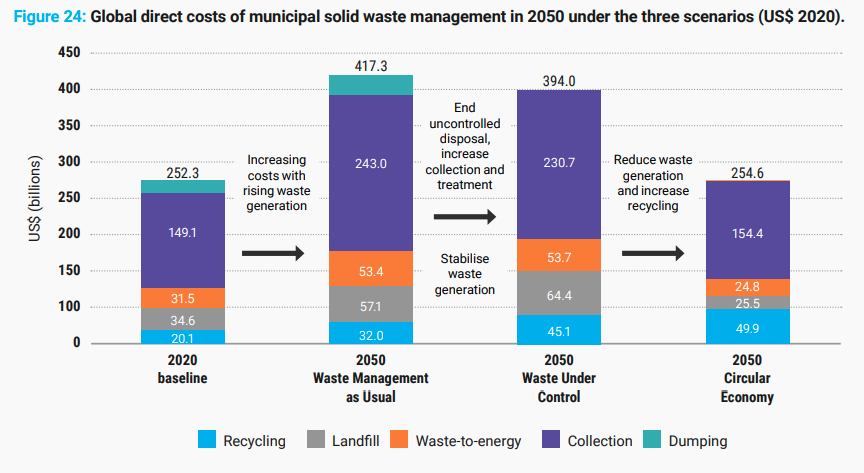 Figure 24: Global direct costs of municipal solid waste management in 2050 under the three scenarios (US$ 2020).
US$ (billions)
450
400
350
300
250
200
150
100
50
0
252.3
149.1
31.5
34.6
20.1
Increasing
costs with
rising waste
generation
417.3
243.0
53.4
57.1
32.0
End
uncontrolled
disposal,
increase
collection and
treatment
Stabilise
waste
generation
394.0
230.7
53.7
64.4
45.1
Reduce waste
generation
and increase
recycling
254.6
154.4
24.8
25.5
49.9
2020
baseline
2050
Waste Management
as Usual
2050
Waste Under
Control
2050
Circular
Economy
Recycling
Landfill
Waste-to-energy
Collection
Dumping